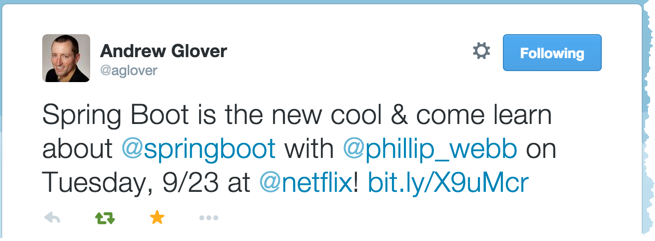 Andrew Glover
@aglover
Following
Spring Boot is the new cool & come learn
about @springboot with @phillip_webb on
Tuesday, 9/23 at @netflix! bit.ly/X9uMcr